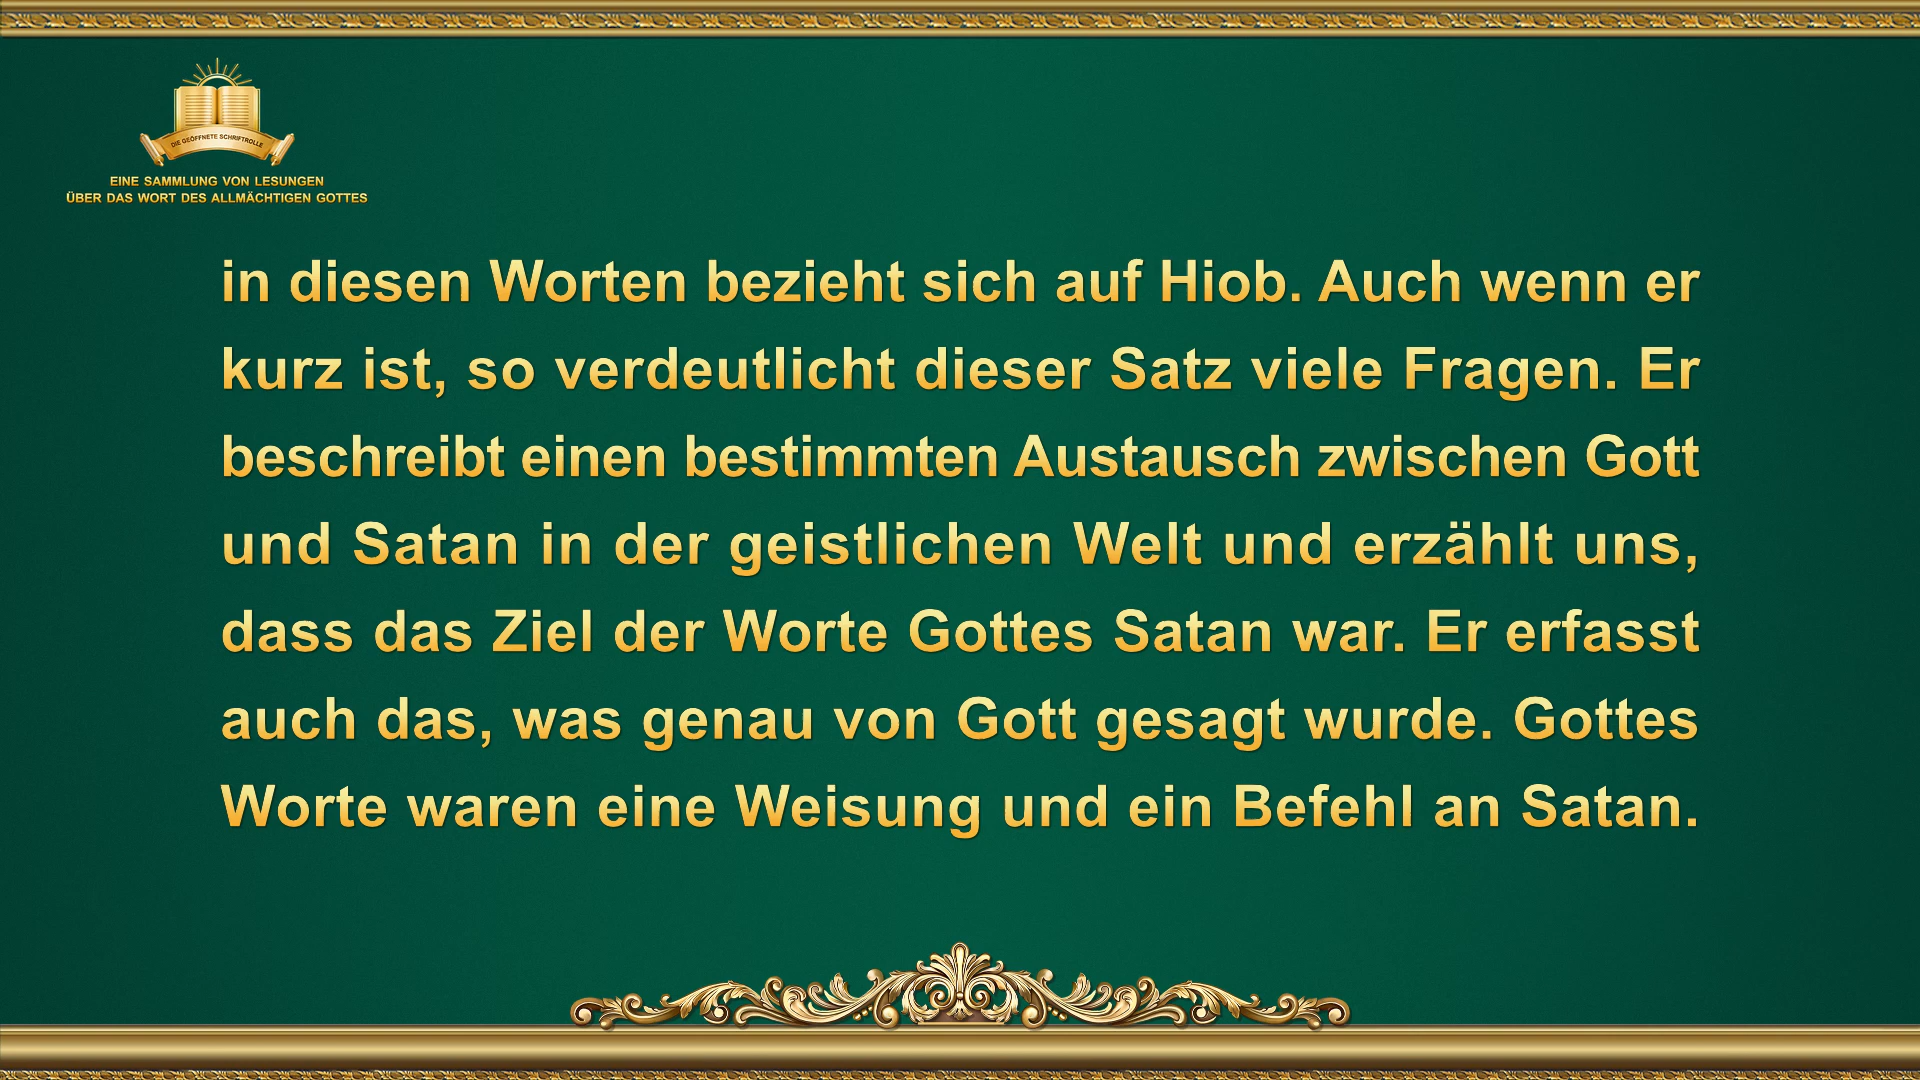 DIE GEÖFFNETE SCHRIFTROLLE
EINE SAMMLUNG VON LESUNGEN
ÜBER DAS WORT DES ALLMÄCHTIGEN GOTTES
in diesen Worten bezieht sich auf Hiob. Auch wenn er
kurz ist, so verdeutlicht dieser Satz viele Fragen. Er
beschreibt einen bestimmten Austausch zwischen Gott
und Satan in der geistlichen Welt und erzählt uns,
dass das Ziel der Worte Gottes Satan war. Er erfasst
auch das, was genau von Gott gesagt wurde. Gottes
Worte waren eine Weisung und ein Befehl an Satan.